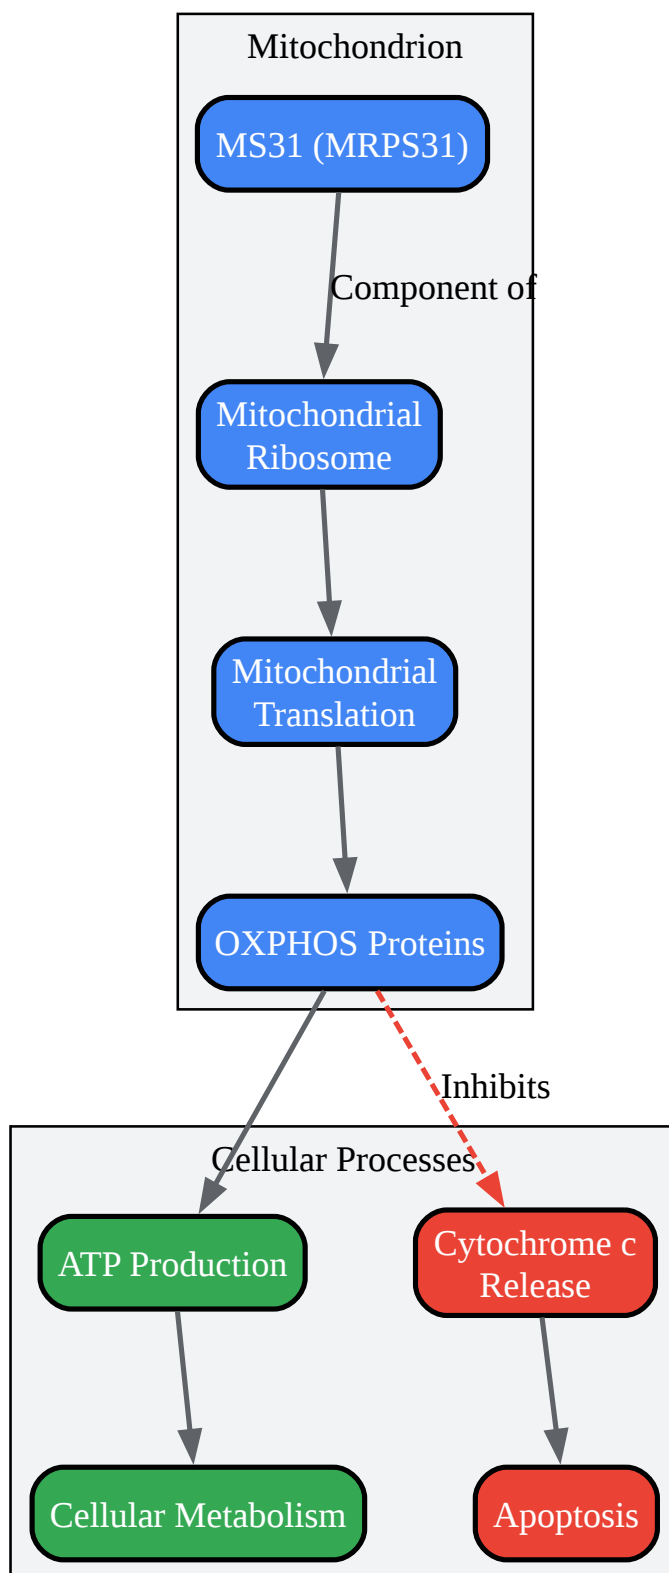 Mitochondrion
MS31 (MRPS31)
Component of
Mitochondrial
Ribosome
Mitochondrial
Translation
OXPHOS Proteins
Inhibits
Cellular Processes
ATP Production
Cytochrome c
Release
Cellular Metabolism
Apoptosis